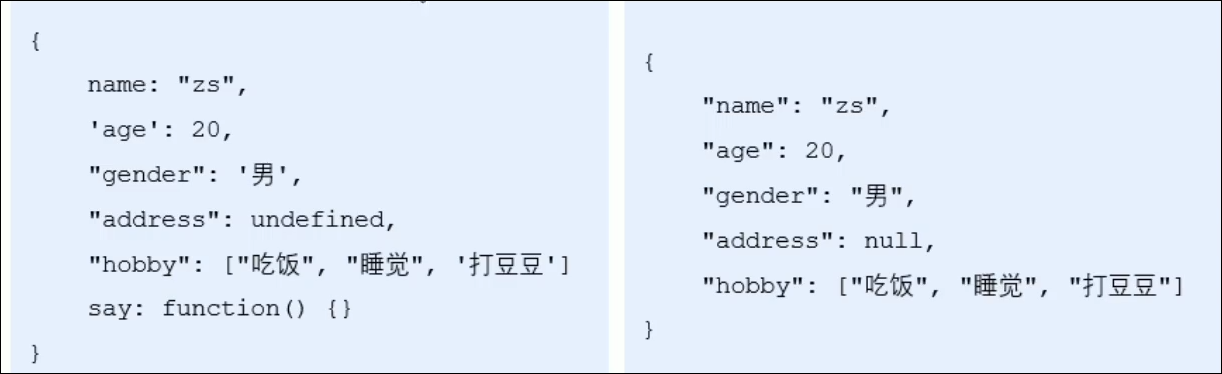 {
name: "zs",
'age': 20,
"gender": '男',
"address": undefined,
"hobby": ["吃饭", "睡觉", '打豆豆']
say: function() {}
}
{
"name": "zs",
"age": 20,
"gender": "男",
"address": null,
"hobby": ["吃饭", "睡觉", "打豆豆"]
}